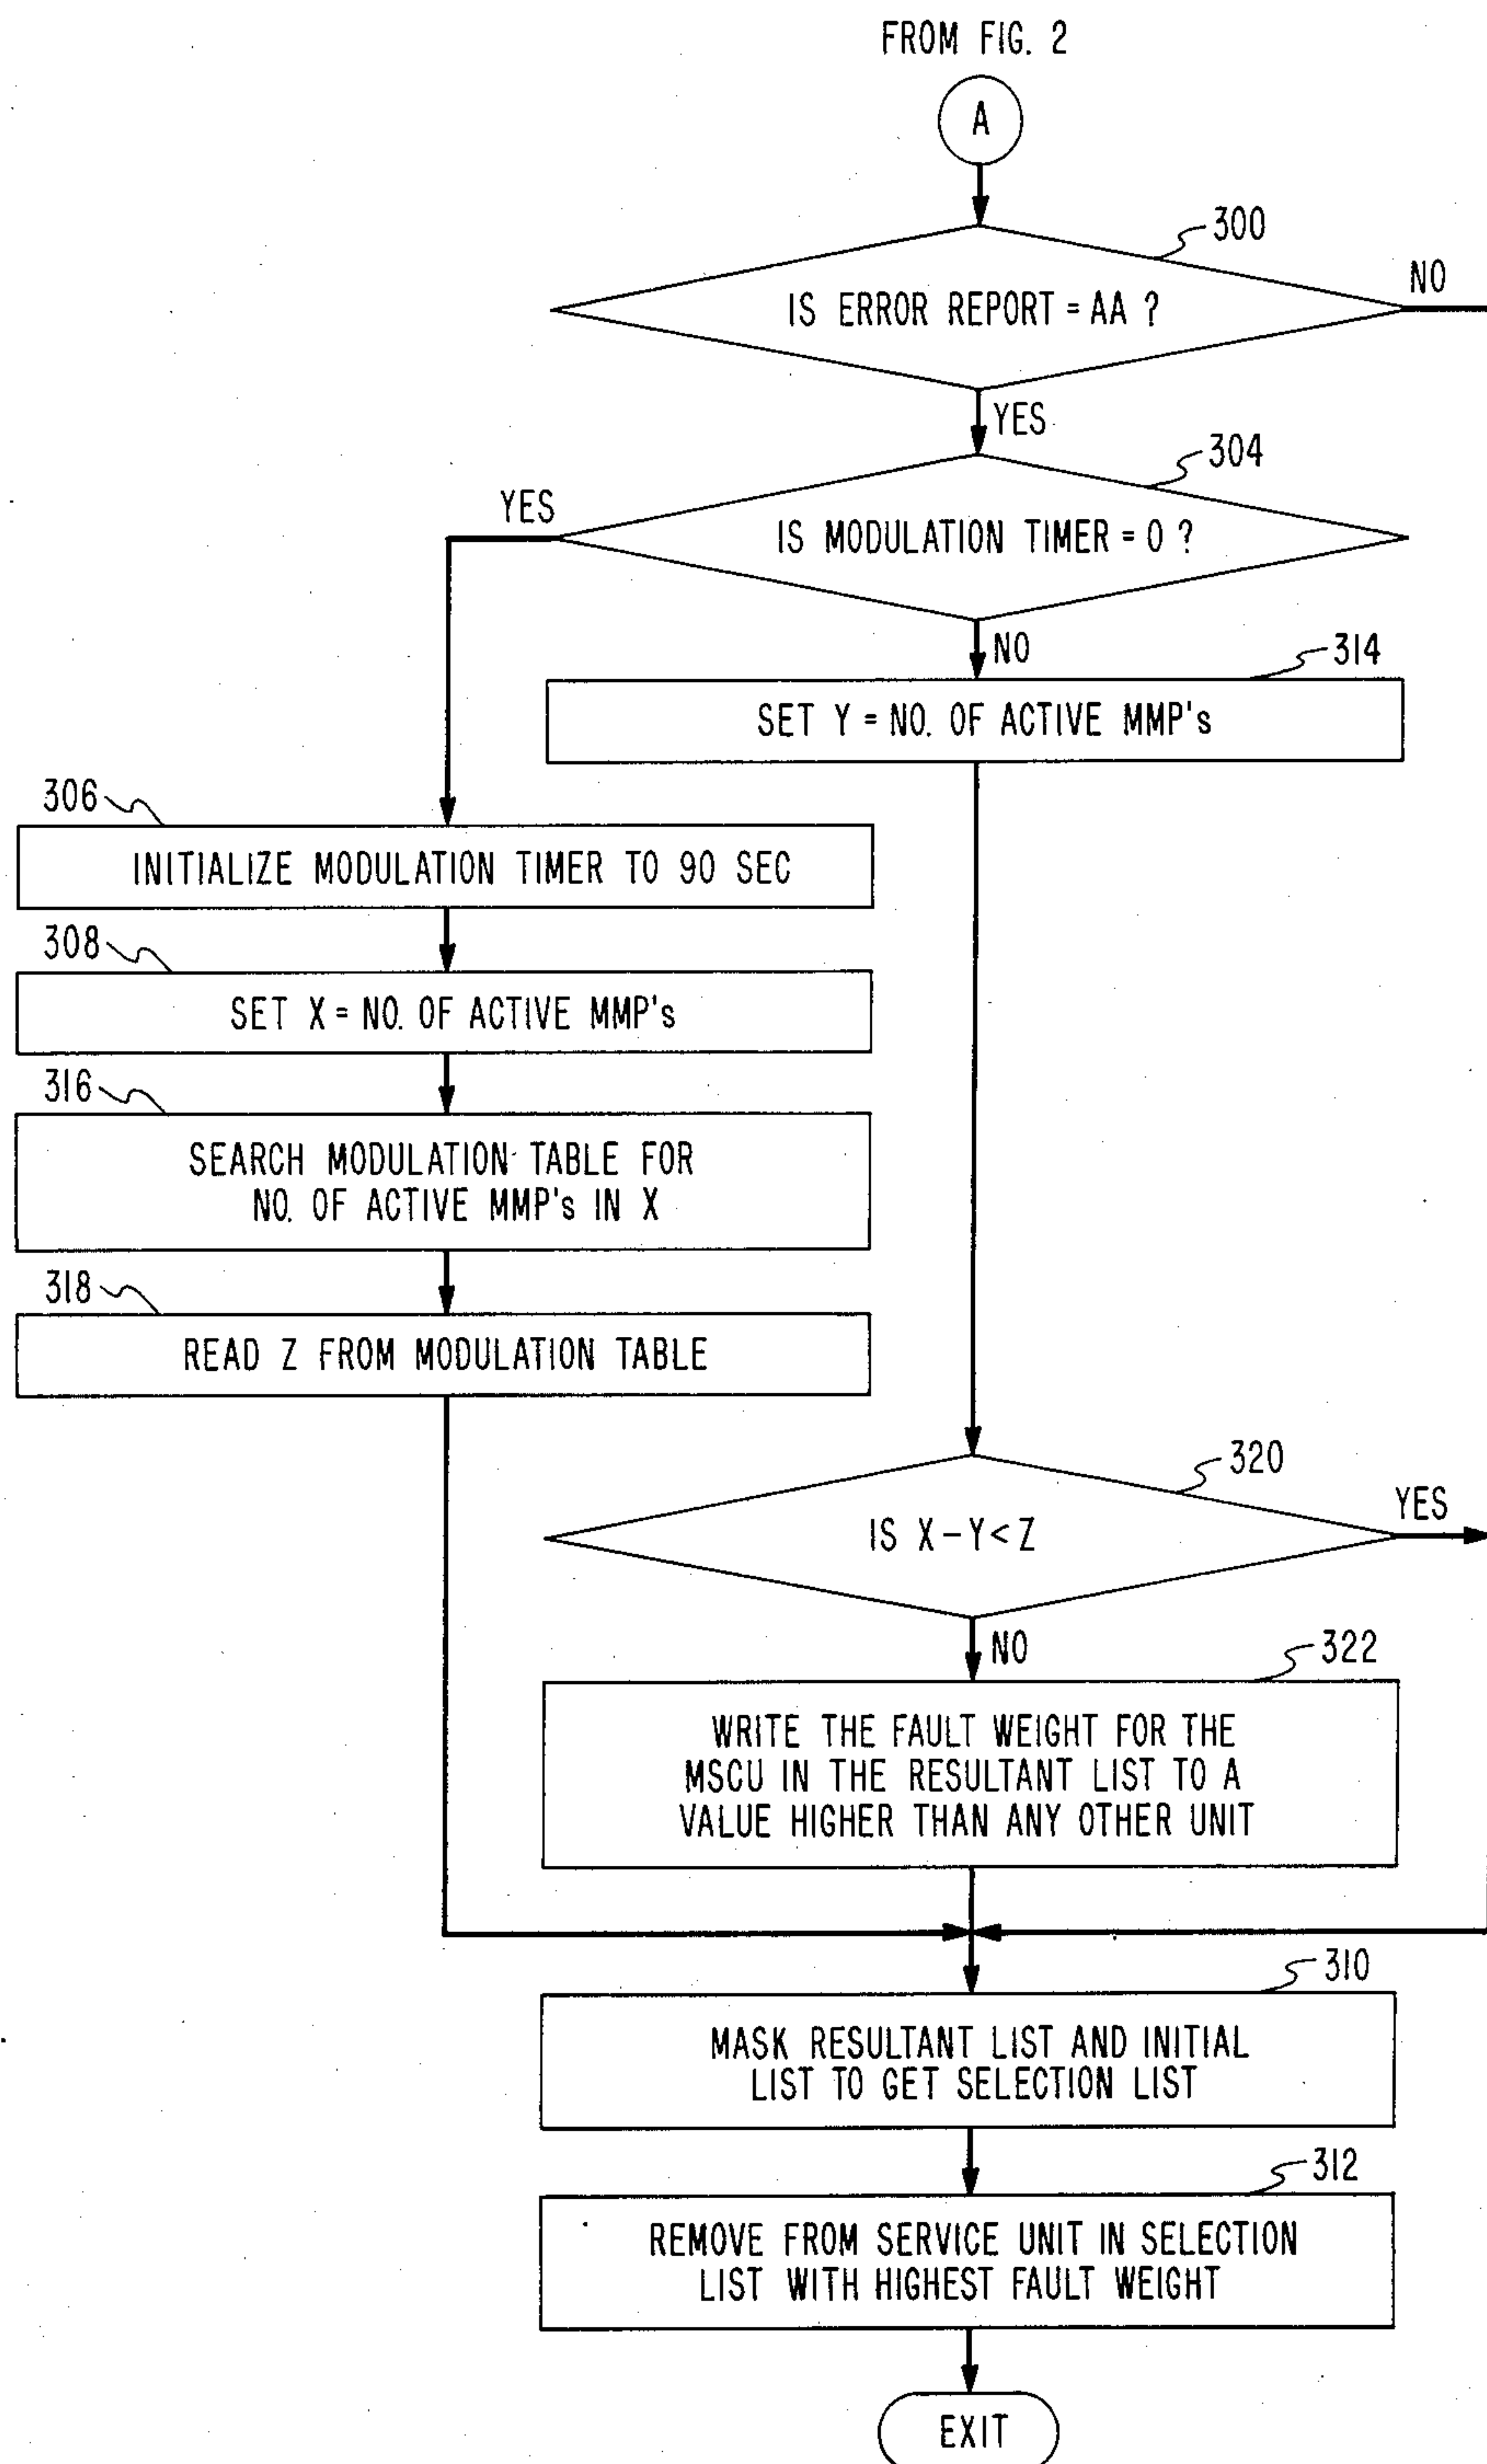 FROM FIG. 2
A
300
IS ERROR REPORT = AA ?
NO
YES
304
YES
IS MODULATION TIMER = 0 ?
NO
314
SET Y = NO. OF ACTIVE MMP's
306
INITIALIZE MODULATION TIMER TO 90 SEC
308
SET X = NO. OF ACTIVE MMP's
316
SEARCH MODULATION TABLE FOR
NO. OF ACTIVE MMP's IN X
318
READ Z FROM MODULATION TABLE
320
IS X – Y < Z
YES
NO
322
WRITE THE FAULT WEIGHT FOR THE
MSCU IN THE RESULTANT LIST TO A
VALUE HIGHER THAN ANY OTHER UNIT
310
MASK RESULTANT LIST AND INITIAL
LIST TO GET SELECTION LIST
312
REMOVE FROM SERVICE UNIT IN SELECTION
LIST WITH HIGHEST FAULT WEIGHT
EXIT